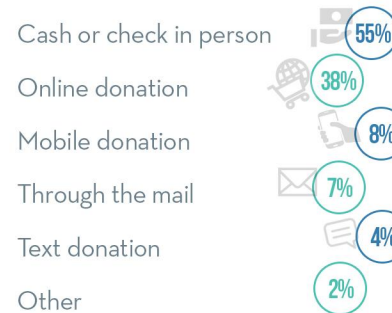 Cash or check in person 55%
Online donation 38%
Mobile donation 8%
Through the mail 7%
Text donation 4%
Other 2%